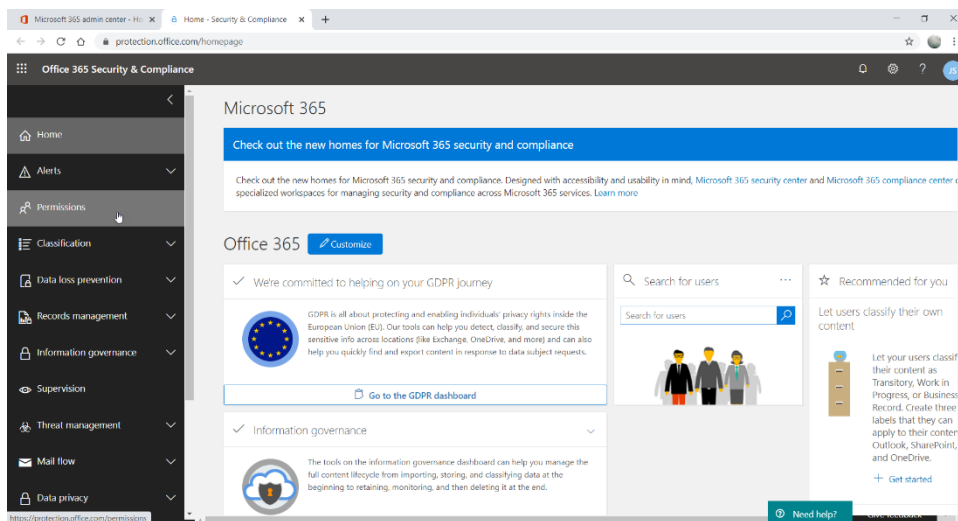 Microsoft 365 admin center - Ho
Home - Security & Compliance
protection.office.com/homepage
Office 365 Security & Compliance
JS
Home
Alerts
Permissions
Classification
Data loss prevention
Records management
Information governance
Supervision
Threat management
Mail flow
Data privacy
https://protection.office.com/permissions
Microsoft 365
Check out the new homes for Microsoft 365 security and compliance
Check out the new homes for Microsoft 365 security and compliance. Designed with accessibility and usability in mind, Microsoft 365 security center and Microsoft 365 compliance center
specialized workspaces for managing security and compliance across Microsoft 365 services. Learn more
Office 365
Customize
We're committed to helping on your GDPR journey
GDPR is all about protecting and enabling individuals' privacy rights inside the
European Union (EU). Our tools can help you detect, classify, and secure this
sensitive info across locations (like Exchange, OneDrive, and more) and can also
help you quickly find and export content in response to data subject requests.
Go to the GDPR dashboard
Information governance
The tools on the information governance dashboard can help you manage the
full content lifecycle from importing, storing, and classifying data at the
beginning to retaining, monitoring, and then deleting it at the end.
Search for users
Search for users
Recommended for you
Let users classify their own
content
Let your users classif
their content as
Transitory, Work in
Progress, or Business
Record. Create three
labels that they can
apply to their conten
Outlook, SharePoint,
and OneDrive.
Get started
Need help?
Give feedback